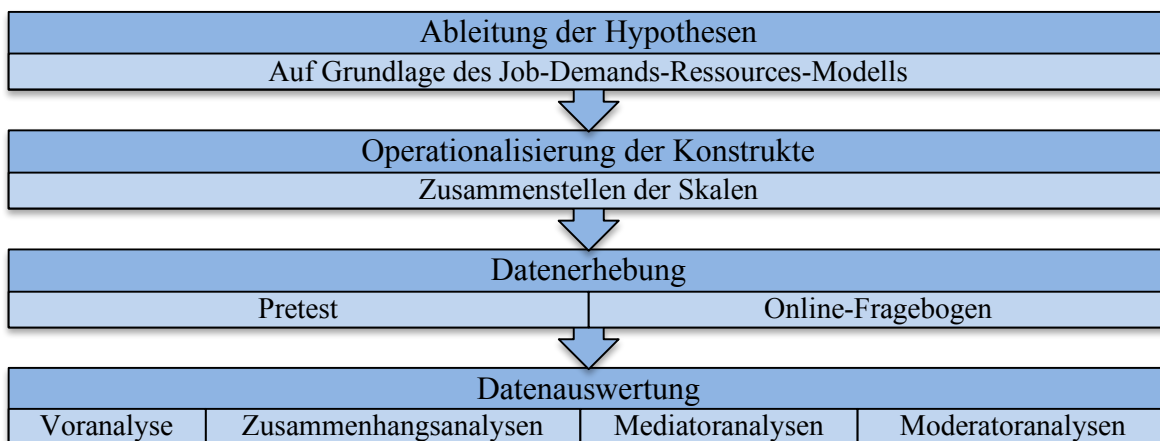 Ableitung der Hypothesen
Auf Grundlage des Job-Demands-Ressources-Modells
Operationalisierung der Konstrukte
Zusammenstellen der Skalen
Datenerhebung
Pretest
Online-Fragebogen
Datenauswertung
Voranalyse
Zusammenhangsanalysen
Mediatoranalysen
Moderatoranalysen